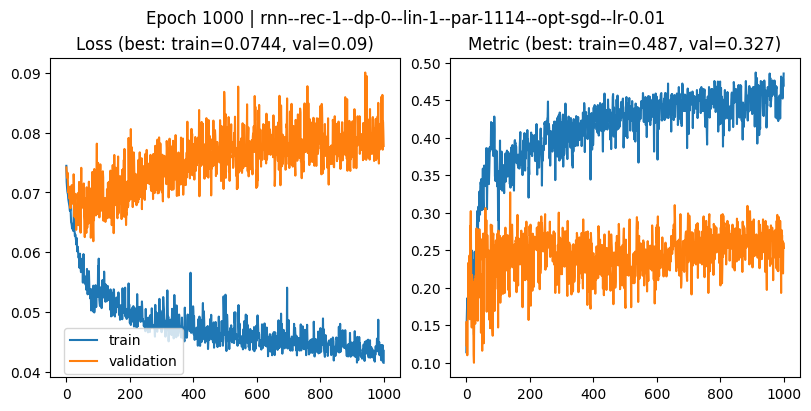 Epoch 1000 | rnn--rec-1--dp-0--lin-1--par-1114--opt-sgd--lr-0.01
Loss (best: train=0.0744, val=0.09)
0.09
0.08
0.07
0.06
0.05
0.04
0 200 400 600 800 1000
train
validation
Metric (best: train=0.487, val=0.327)
0.50
0.45
0.40
0.35
0.30
0.25
0.20
0.15
0.10
0 200 400 600 800 1000